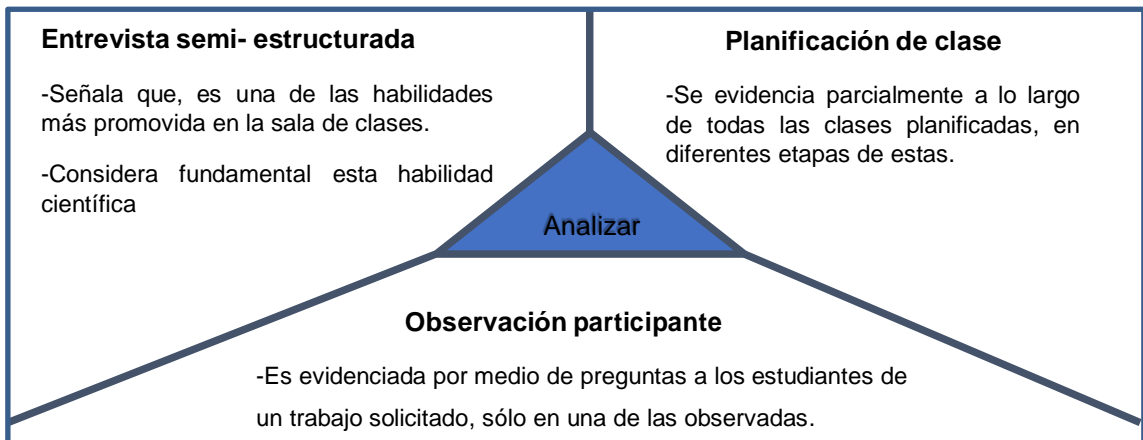 Entrevista semi- estructurada
-Señala que, es una de las habilidades
más promovida en la sala de clases.
-Considera fundamental esta habilidad
científica
Planificación de clase
-Se evidencia parcialmente a lo largo
de todas las clases planificadas, en
diferentes etapas de estas.
Analizar
Observación participante
-Es evidenciada por medio de preguntas a los estudiantes de
un trabajo solicitado, sólo en una de las observadas.